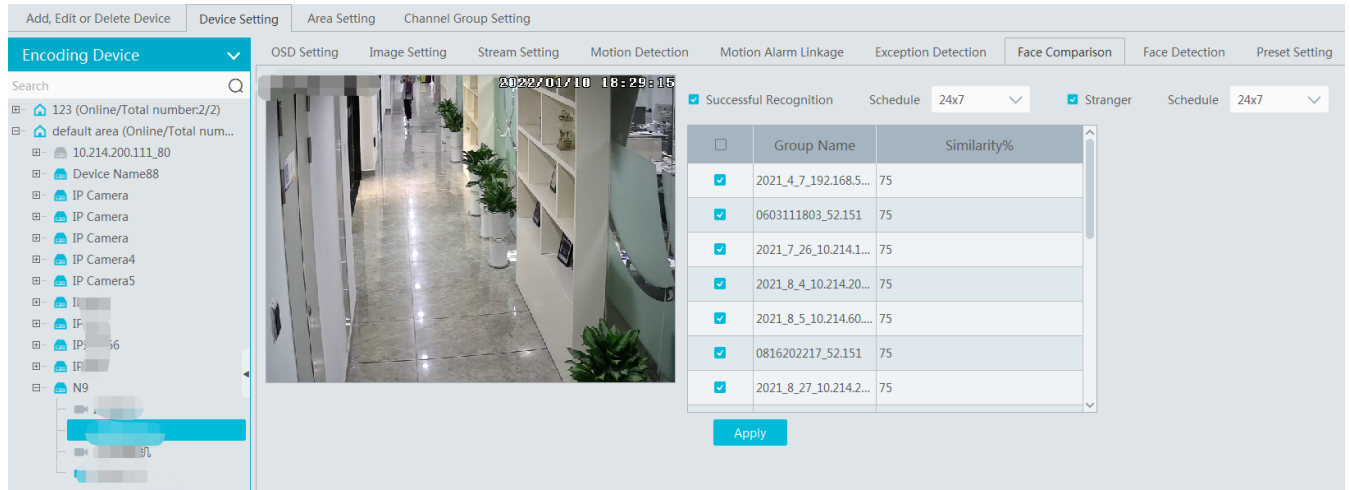 Add, Edit or Delete Device Device Setting Area Setting Channel Group Setting
Encoding Device
OSD Setting Image Setting Stream Setting Motion Detection Motion Alarm Linkage Exception Detection Face Comparison Face Detection Preset Setting
Search
123 (Online/Total number:2/2)
default area (Online/Total num...
10.214.200.111_80
Device Name88
IP Camera
IP Camera
IP Camera
IP Camera4
IP Camera5
IP
N9
机
2022/01/10 18:29:15
Successful Recognition Schedule 24x7 Stranger Schedule 24x7
Group Name Similarity%
2021_4_7_192.168.5... 75
0603111803_52.151 75
2021_7_26_10.214.1... 75
2021_8_4_10.214.20... 75
2021_8_5_10.214.60.... 75
0816202217_52.151 75
2021_8_27_10.214.2... 75
Apply